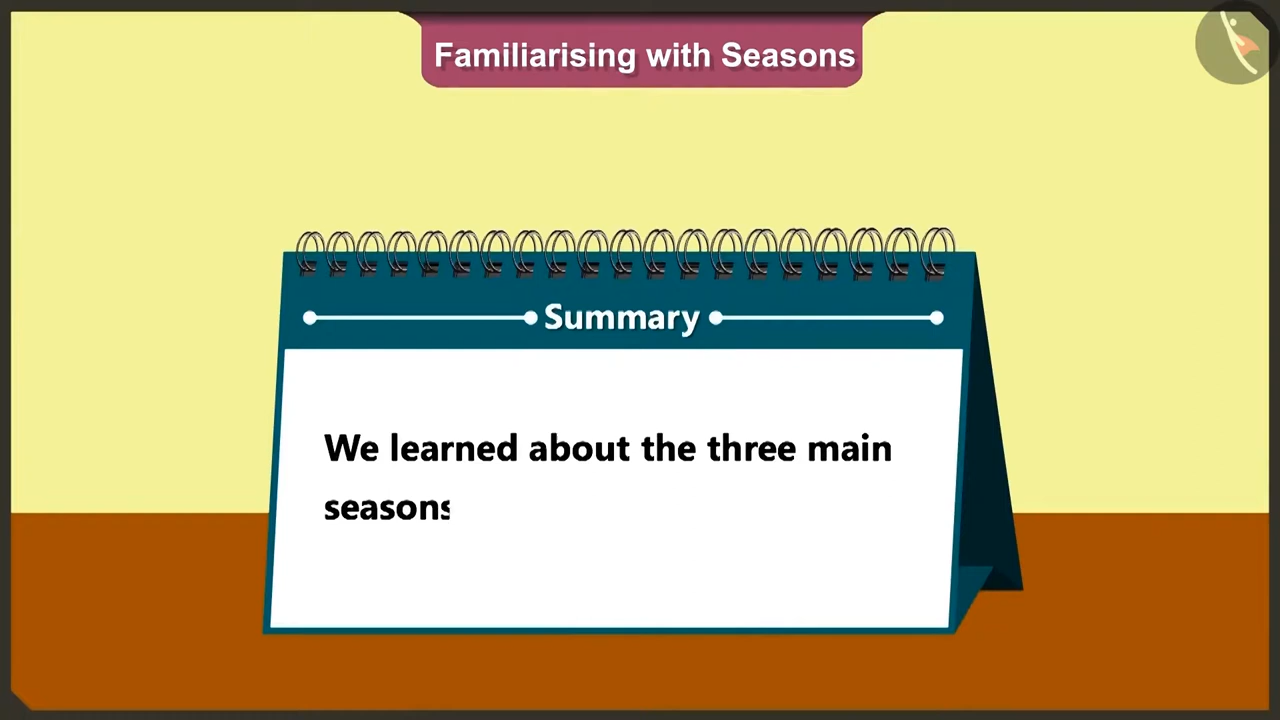 Familiarising with Seasons
Summary
We learned about the three main
seasons